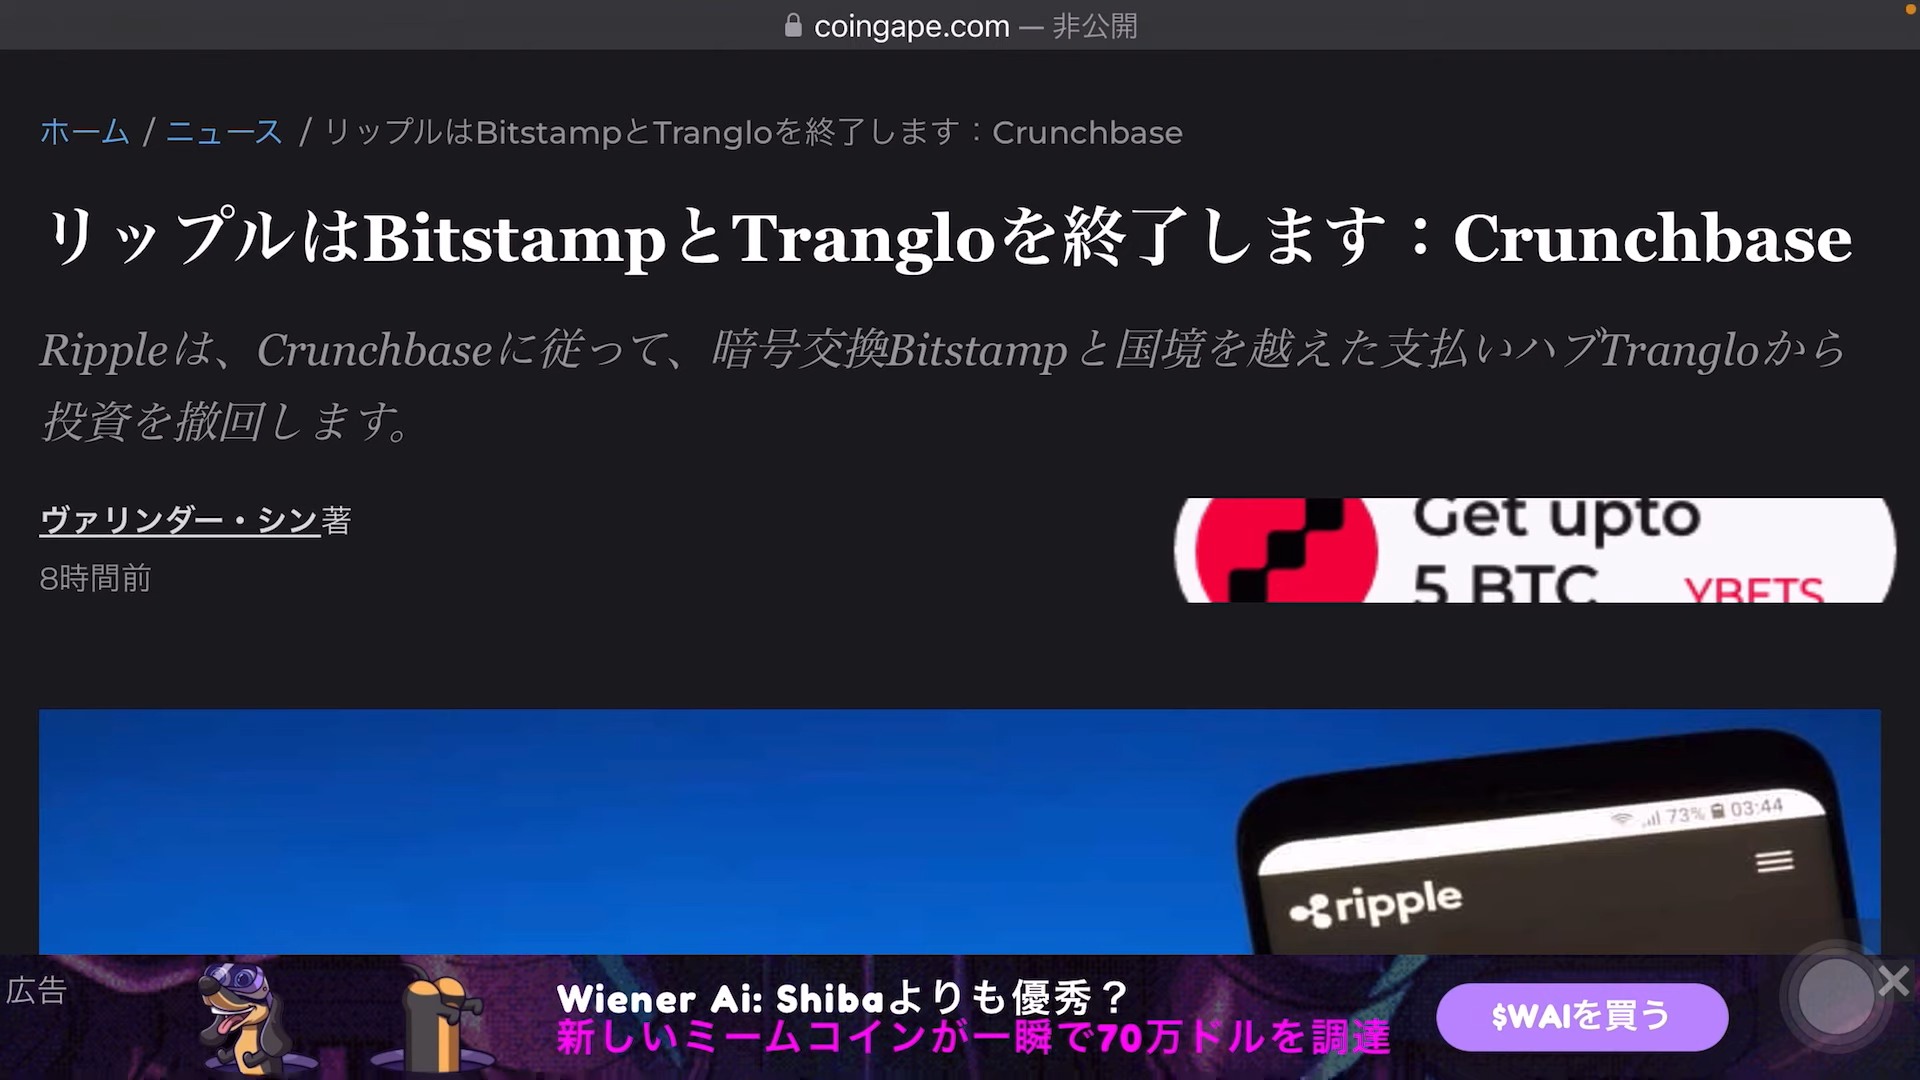 coingape.com — 非公開
ホーム / ニュース / リップルはBitstampとTrangloを終了します：Crunchbase
リップルはBitstampとTrangloを終了します：Crunchbase
Rippleは、Crunchbaseに従って、暗号交換Bitstampと国境を越えた支払いハブTrangloから
投資を撤回します。
ヴァリンダー・シン著
8時間前
Get upto
5 BTC YBETS
73% 03:44
ripple
広告
Wiener Ai: Shibaよりも優秀？
新しいミームコインが一瞬で70万ドルを調達
$WAIを買う